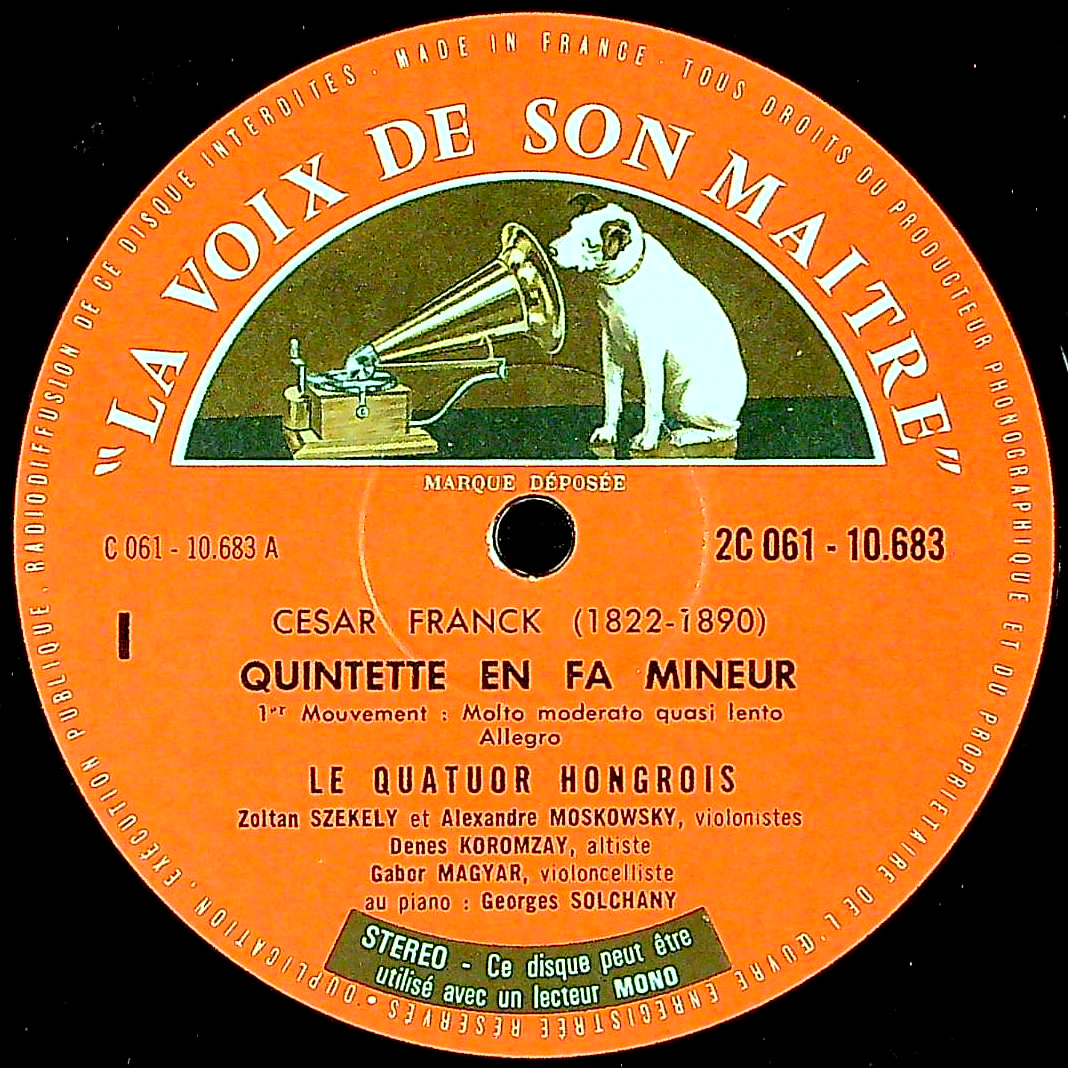 MADE IN FRANCE . TOUS DROITS DU PRODUCTEUR PHONOGRAPHIQUE ET DU PROPRIETAIRE DE L'ŒUVRE ENREGISTRÉE RÉSERVÉS • DUPLICATION, EXÉCUTION PUBLIQUE, RADIODIFFUSION DE CE DISQUE INTERDITES .
"LA VOIX DE SON MAITRE"
MARQUE DÉPOSÉE
C 061 - 10.683 A
2C 061 - 10.683
I
CESAR FRANCK (1822-1890)
QUINTETTE EN FA MINEUR
1er Mouvement : Molto moderato quasi lento
Allegro
LE QUATUOR HONGROIS
Zoltan SZEKELY et Alexandre MOSKOWSKY, violonistes
Denes KOROMZAY, altiste
Gabor MAGYAR, violoncelliste
au piano : Georges SOLCHANY
STEREO - Ce disque peut être
utilisé avec un lecteur MONO